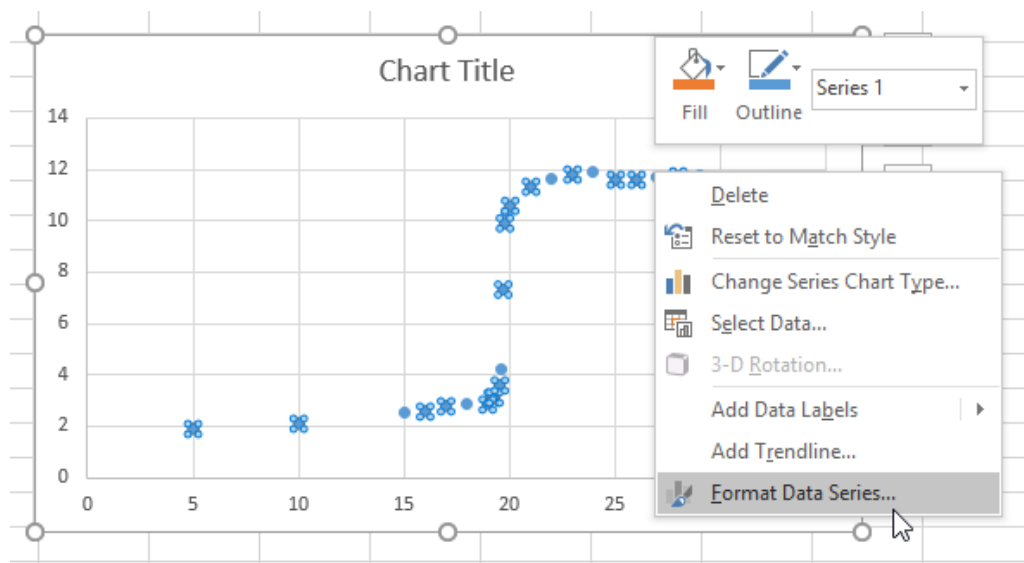 Chart Title
Fill
Outline
Series 1
14
12
10
8
6
4
2
0
0
5
10
15
20
25
Delete
Reset to Match Style
Change Series Chart Type...
Select Data...
3-D Rotation...
Add Data Labels
Add Trendline...
Format Data Series...